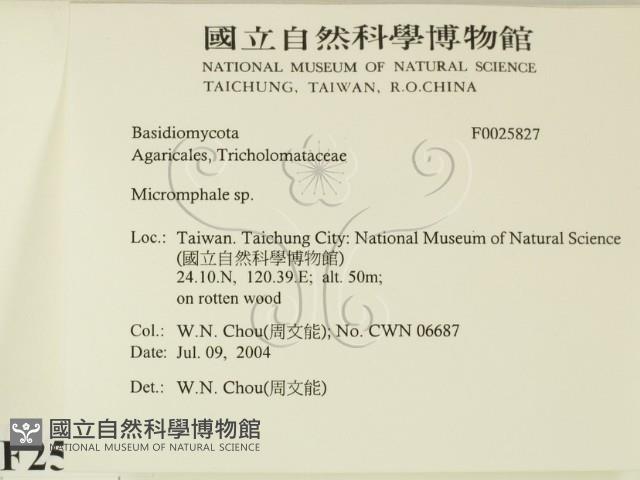 國立自然科學博物館
NATIONAL MUSEUM OF NATURAL SCIENCE
TAICHUNG, TAIWAN, R.O.CHINA
Basidiomycota F0025827
Agaricales, Tricholomataceae
Micromphale sp.
Loc.: Taiwan. Taichung City: National Museum of Natural Science
(國立自然科學博物館)
24.10.N, 120.39.E; alt. 50m;
on rotten wood
Col.: W.N. Chou(周文能); No. CWN 06687
Date: Jul. 09, 2004
Det.: W.N. Chou(周文能)
國立自然科學博物館
NATIONAL MUSEUM OF NATURAL SCIENCE
F25